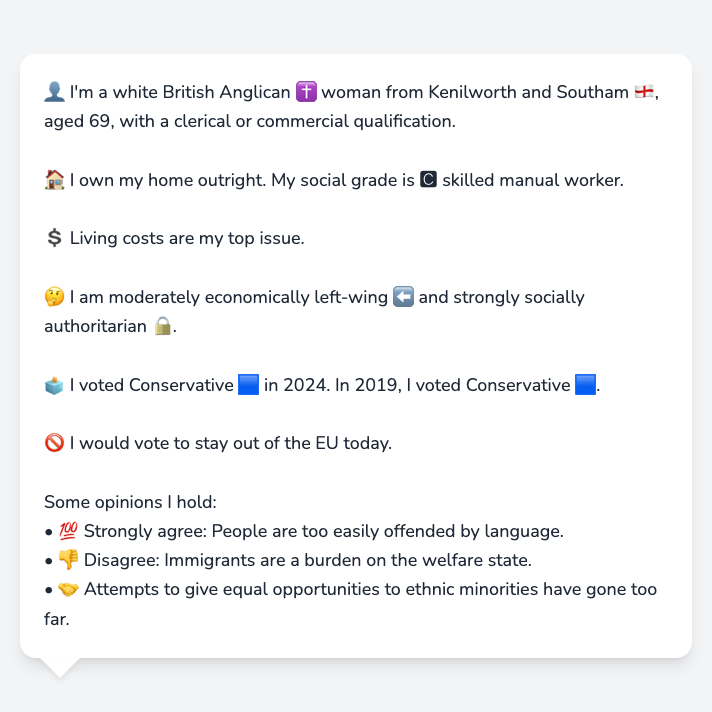 👤 I'm a white British Anglican ✝️ woman from Kenilworth and Southam 🏴󠁧󠁢󠁥󠁮󠁧󠁿,
aged 69, with a clerical or commercial qualification.
🏠 I own my home outright. My social grade is 🅲 skilled manual worker.
💲 Living costs are my top issue.
🤔 I am moderately economically left-wing ⬅️ and strongly socially
authoritarian 🔒.
🗳️ I voted Conservative 🟦 in 2024. In 2019, I voted Conservative 🟦.
🚫 I would vote to stay out of the EU today.
Some opinions I hold:
• 💯 Strongly agree: People are too easily offended by language.
• 👎 Disagree: Immigrants are a burden on the welfare state.
• 🤝 Attempts to give equal opportunities to ethnic minorities have gone too
far.